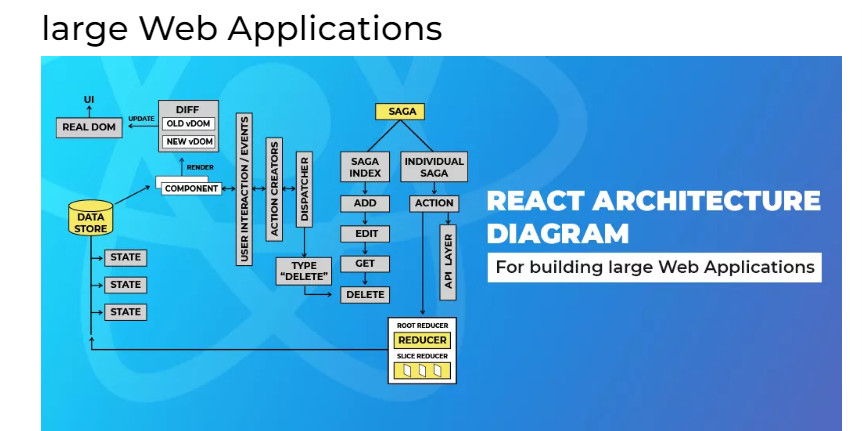 large Web Applications
UI
REAL DOM
UPDATE
DIFF
OLD vDOM
NEW vDOM
RENDER
COMPONENT
DATA
STORE
STATE
STATE
STATE
USER INTERACTION / EVENTS
ACTION CREATORS
DISPATCHER
TYPE
“DELETE”
SAGA
SAGA
INDEX
ADD
EDIT
GET
DELETE
INDIVIDUAL
SAGA
ACTION
API LAYER
ROOT REDUCER
REDUCER
SLICE REDUCER
REACT ARCHITECTURE
DIAGRAM
For building large Web Applications